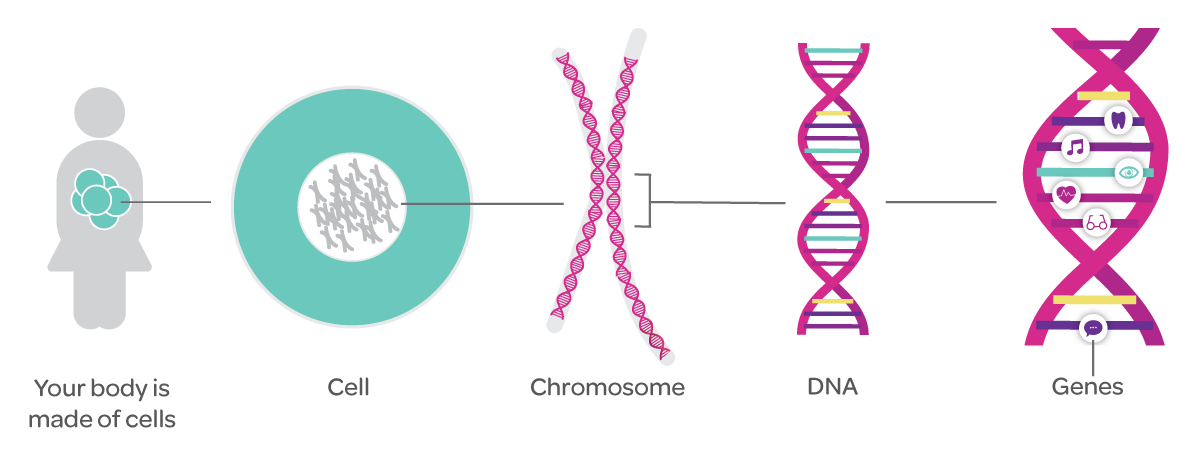 Your body is
made of cells
Cell
Chromosome
DNA
Genes